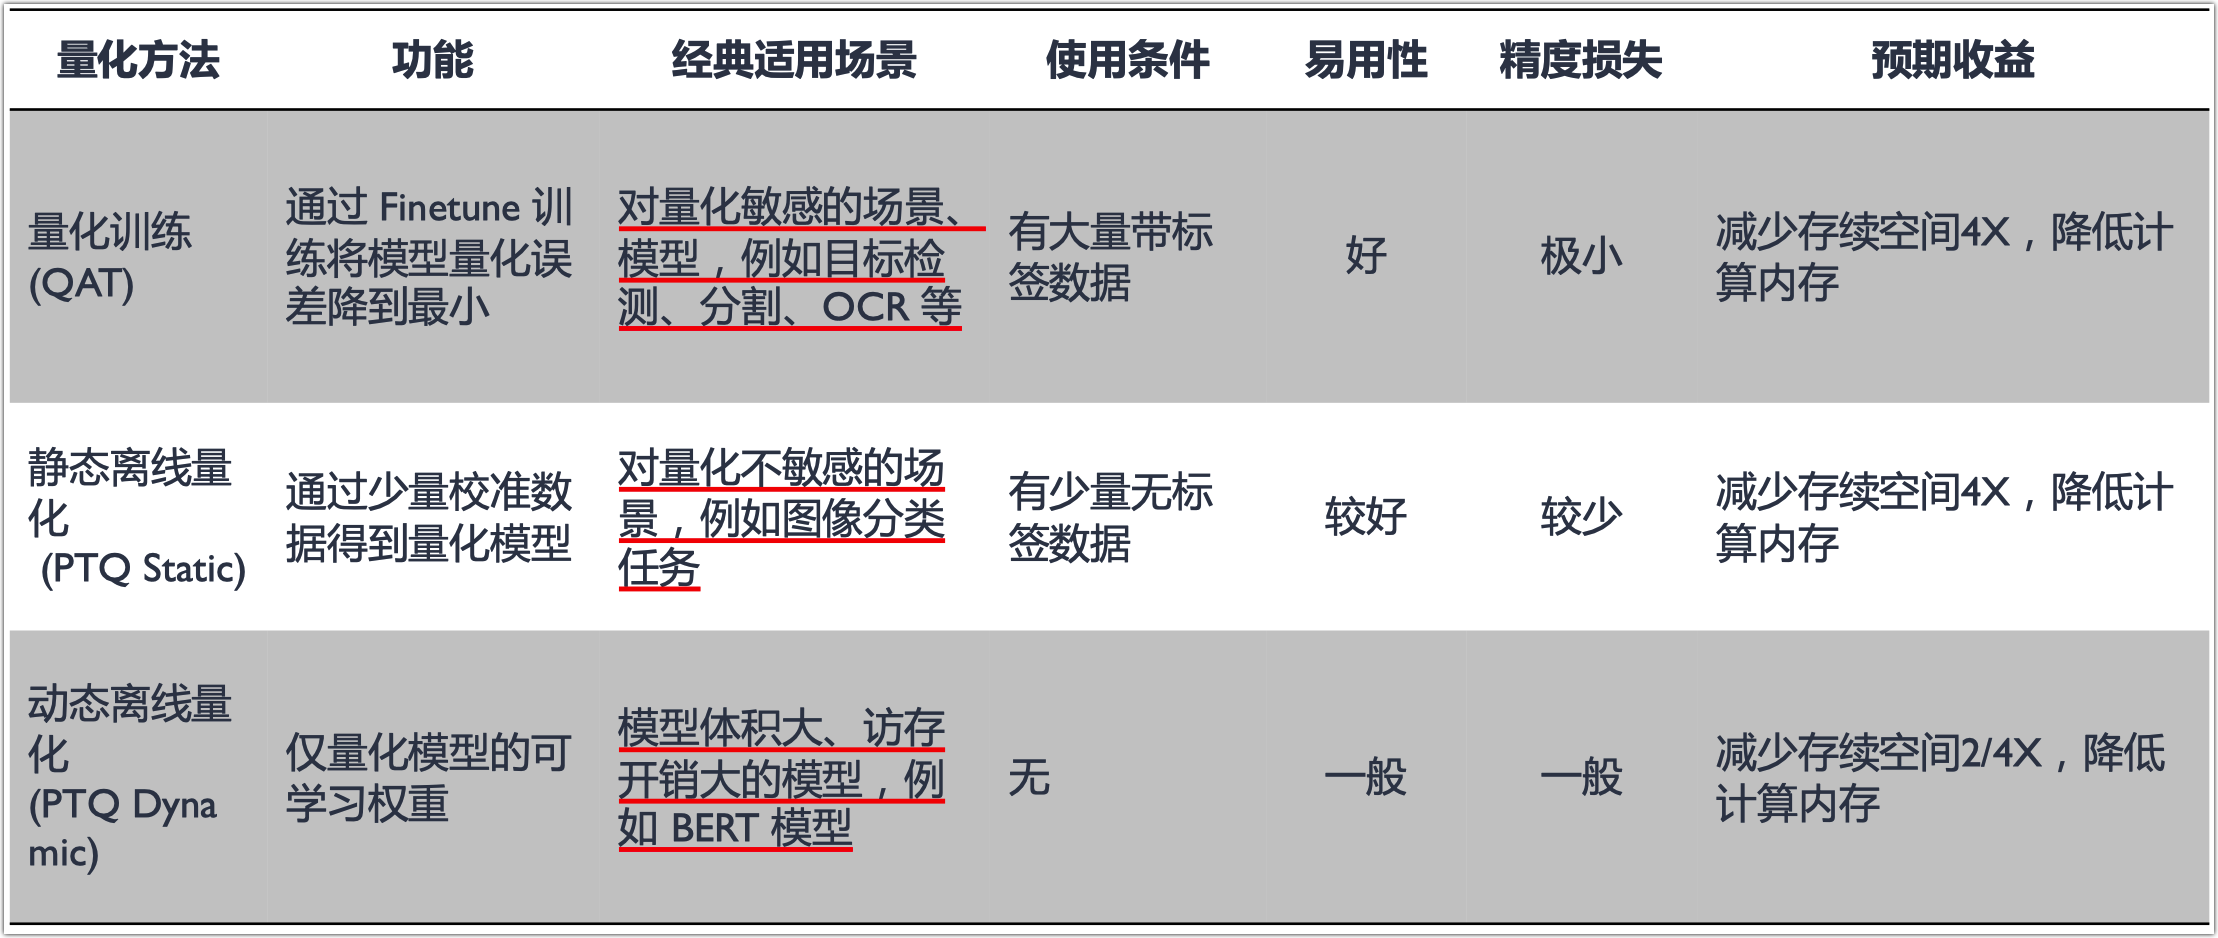 量化方法 功能 经典适用场景 使用条件 易用性 精度损失 预期收益
量化训练
(QAT)
通过 Finetune 训
练将模型量化误
差降到最小
对量化敏感的场景、
模型，例如目标检
测、分割、OCR 等
有大量带标
签数据
好
极小
减少存续空间4X，降低计
算内存
静态离线量
化
(PTQ Static)
通过少量校准数
据得到量化模型
对量化不敏感的场
景，例如图像分类
任务
有少量无标
签数据
较好
较少
减少存续空间4X，降低计
算内存
动态离线量
化
(PTQ Dyna
mic)
仅量化模型的可
学习权重
模型体积大、访存
开销大的模型，例
如 BERT 模型
无
一般
一般
减少存续空间2/4X，降低
计算内存